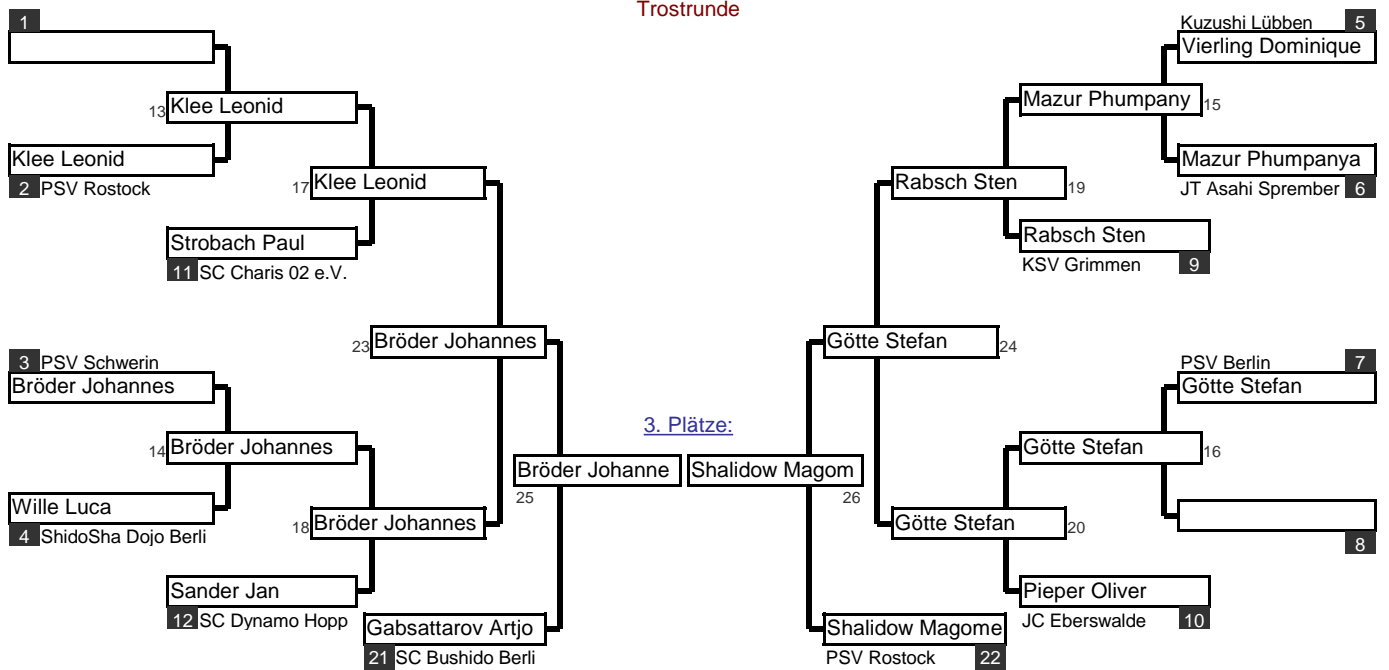 Trostrunde
1
13 Klee Leonid
Klee Leonid
2 PSV Rostock
17 Klee Leonid
Strobach Paul
11 SC Charis 02 e.V.
23 Bröder Johannes
3 PSV Schwerin
Bröder Johannes
14 Bröder Johannes
Wille Luca
4 ShidoSha Dojo Berli
18 Bröder Johannes
Sander Jan
12 SC Dynamo Hopp
Gabsattarov Artjo
21 SC Bushido Berli
3. Plätze:
Bröder Johanne
25
Shalidow Magom
26
Kuzushi Lübben 5
Vierling Dominique
Mazur Phumpany 15
Mazur Phumpanya
JT Asahi Sprember 6
Rabsch Sten 19
Rabsch Sten
KSV Grimmen 9
Götte Stefan 24
PSV Berlin 7
Götte Stefan
Götte Stefan 16
8
Götte Stefan 20
Pieper Oliver
JC Eberswalde 10
Shalidow Magome
PSV Rostock 22